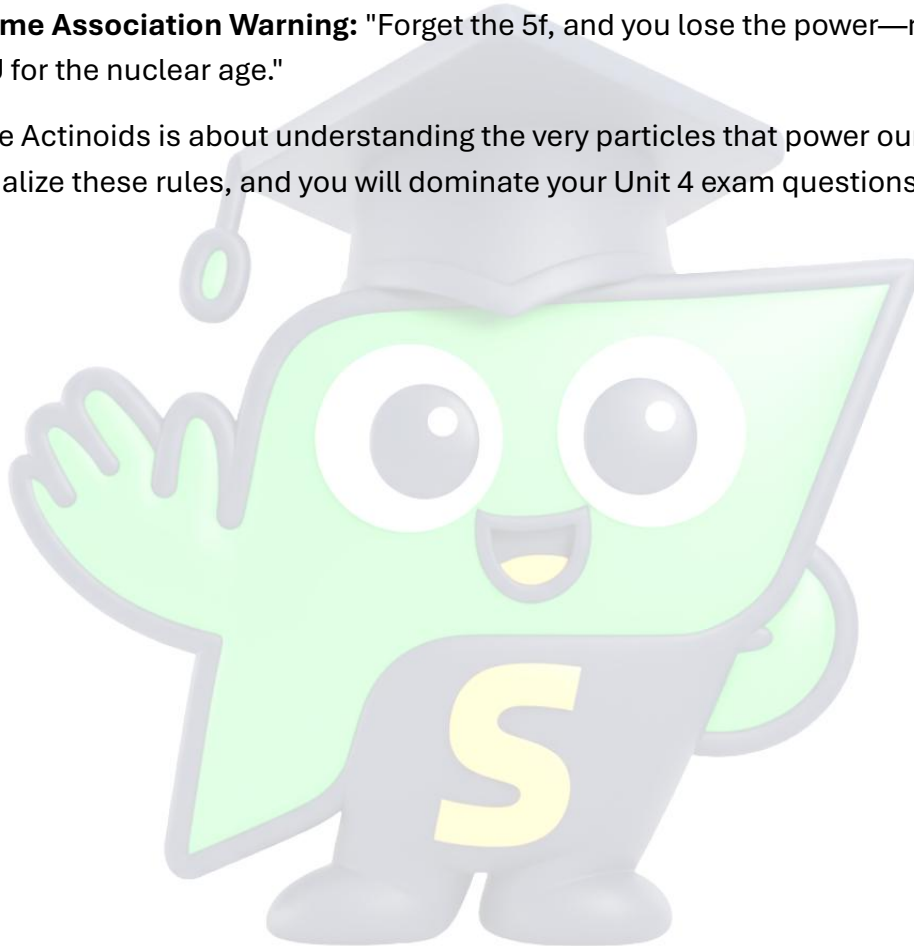 me Association Warning: "Forget the 5f, and you lose the power—
for the nuclear age."
e Actinoids is about understanding the very particles that power our
alize these rules, and you will dominate your Unit 4 exam questions
S